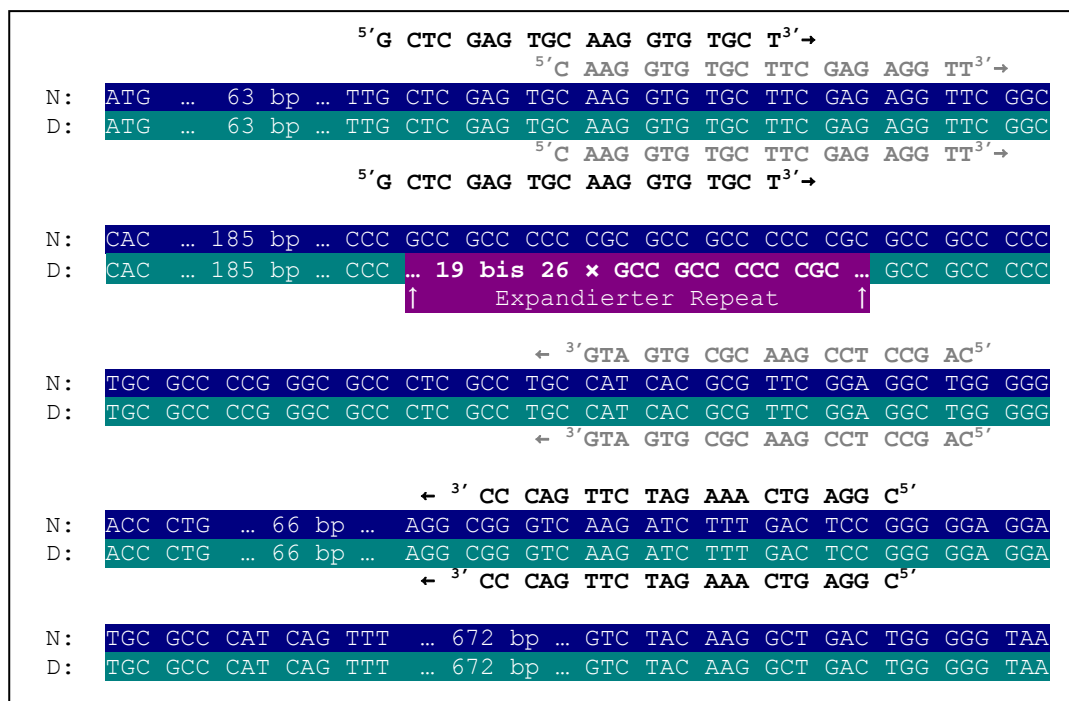 5′G CTC GAG TGC AAG GTG TGC T3′→
5′C AAG GTG TGC TTC GAG AGG TT3′→
N: ATG … 63 bp … TTG CTC GAG TGC AAG GTG TGC TTC GAG AGG TTC GGC
D: ATG … 63 bp … TTG CTC GAG TGC AAG GTG TGC TTC GAG AGG TTC GGC
5′C AAG GTG TGC TTC GAG AGG TT3′→
5′G CTC GAG TGC AAG GTG TGC T3′→
N: CAC … 185 bp … CCC GCC GCC CCC CGC GCC GCC CCC CGC GCC GCC CCC
D: CAC … 185 bp … CCC … 19 bis 26 × GCC GCC CCC CGC … GCC GCC CCC
↑ Expandierter Repeat ↑
← 3′GTA GTG CGC AAG CCT CCG AC5′
N: TGC GCC CCG GGC GCC CTC GCC TGC CAT CAC GCG TTC GGA GGC TGG GGG
D: TGC GCC CCG GGC GCC CTC GCC TGC CAT CAC GCG TTC GGA GGC TGG GGG
← 3′GTA GTG CGC AAG CCT CCG AC5′
← 3′ CC CAG TTC TAG AAA CTG AGG C5′
N: ACC CTG … 66 bp … AGG CGG GTC AAG ATC TTT GAC TCC GGG GGA GGA
D: ACC CTG … 66 bp … AGG CGG GTC AAG ATC TTT GAC TCC GGG GGA GGA
← 3′ CC CAG TTC TAG AAA CTG AGG C5′
N: TGC GCC CAT CAG TTT … 672 bp … GTC TAC AAG GCT GAC TGG GGG TAA
D: TGC GCC CAT CAG TTT … 672 bp … GTC TAC AAG GCT GAC TGG GGG TAA